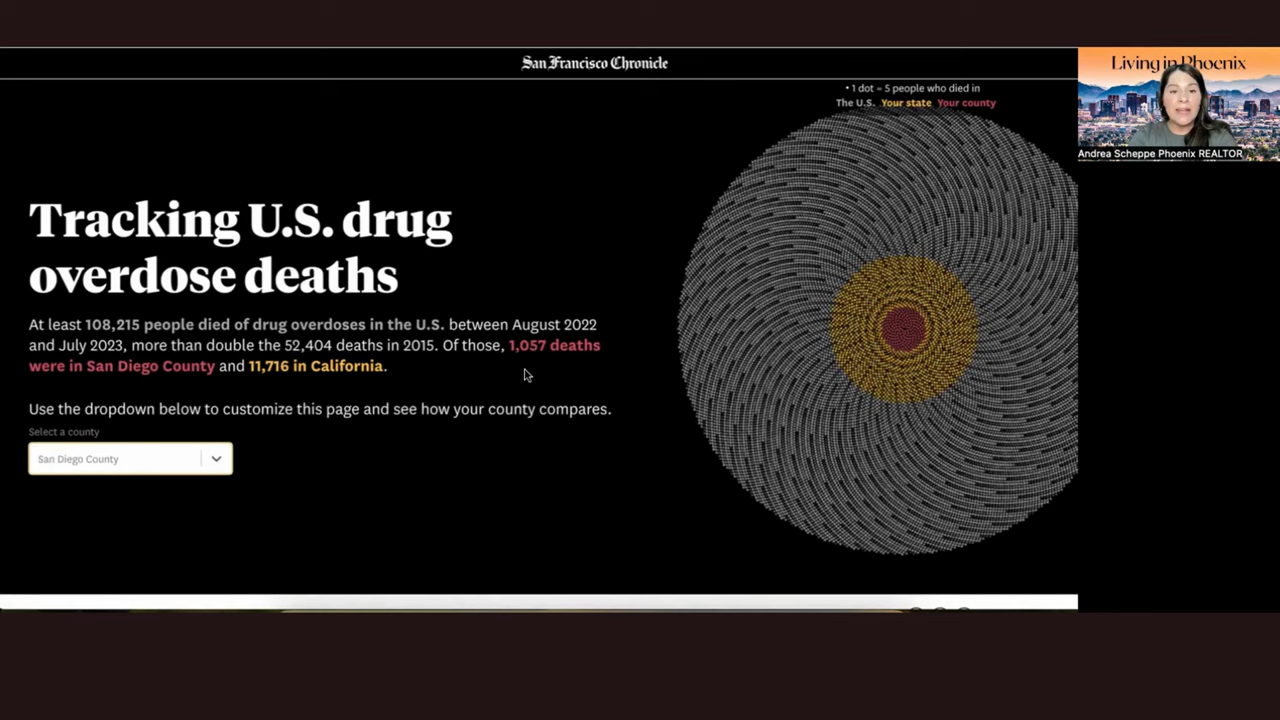 San Francisco Chronicle
• 1 dot = 5 people who died in
The U.S. Your state Your county
Living in Phoenix
Andrea Scheppe Phoenix REALTOR
Tracking U.S. drug
overdose deaths
At least 108,215 people died of drug overdoses in the U.S. between August 2022
and July 2023, more than double the 52,404 deaths in 2015. Of those, 1,057 deaths
were in San Diego County and 11,716 in California.
Use the dropdown below to customize this page and see how your county compares.
Select a county
San Diego County